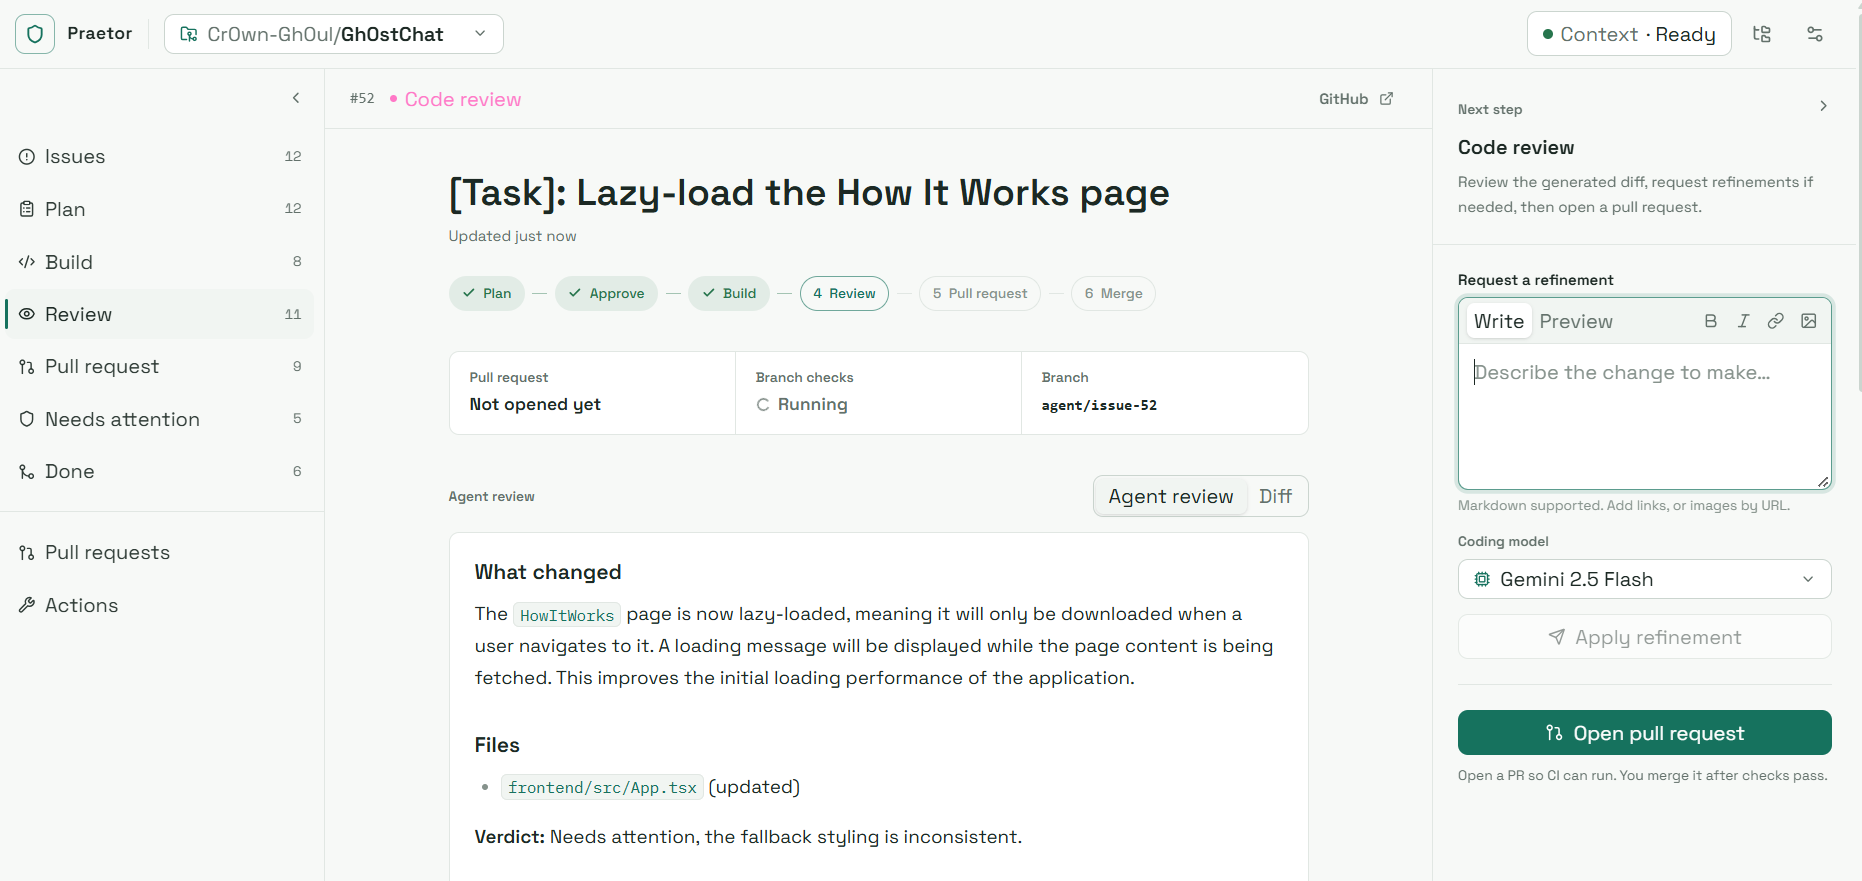 Praetor
Cr0wn-Gh0ul/Gh0stChat
Context · Ready
Issues 12
Plan 12
Build 8
Review 11
Pull request 9
Needs attention 5
Done 6
Pull requests
Actions
#52 • Code review
GitHub
[Task]: Lazy-load the How It Works page
Updated just now
Plan
Approve
Build
4 Review
5 Pull request
6 Merge
Pull request
Not opened yet
Branch checks
Running
Branch
agent/issue-52
Agent review
Agent review
Diff
What changed
The HowItWorks page is now lazy-loaded, meaning it will only be downloaded when a
user navigates to it. A loading message will be displayed while the page content is being
fetched. This improves the initial loading performance of the application.
Files
• frontend/src/App.tsx (updated)
Verdict: Needs attention, the fallback styling is inconsistent.
Next step
Code review
Review the generated diff, request refinements if
needed, then open a pull request.
Request a refinement
Write Preview B I
Describe the change to make...
Markdown supported. Add links, or images by URL.
Coding model
Gemini 2.5 Flash
Apply refinement
Open pull request
Open a PR so CI can run. You merge it after checks pass.